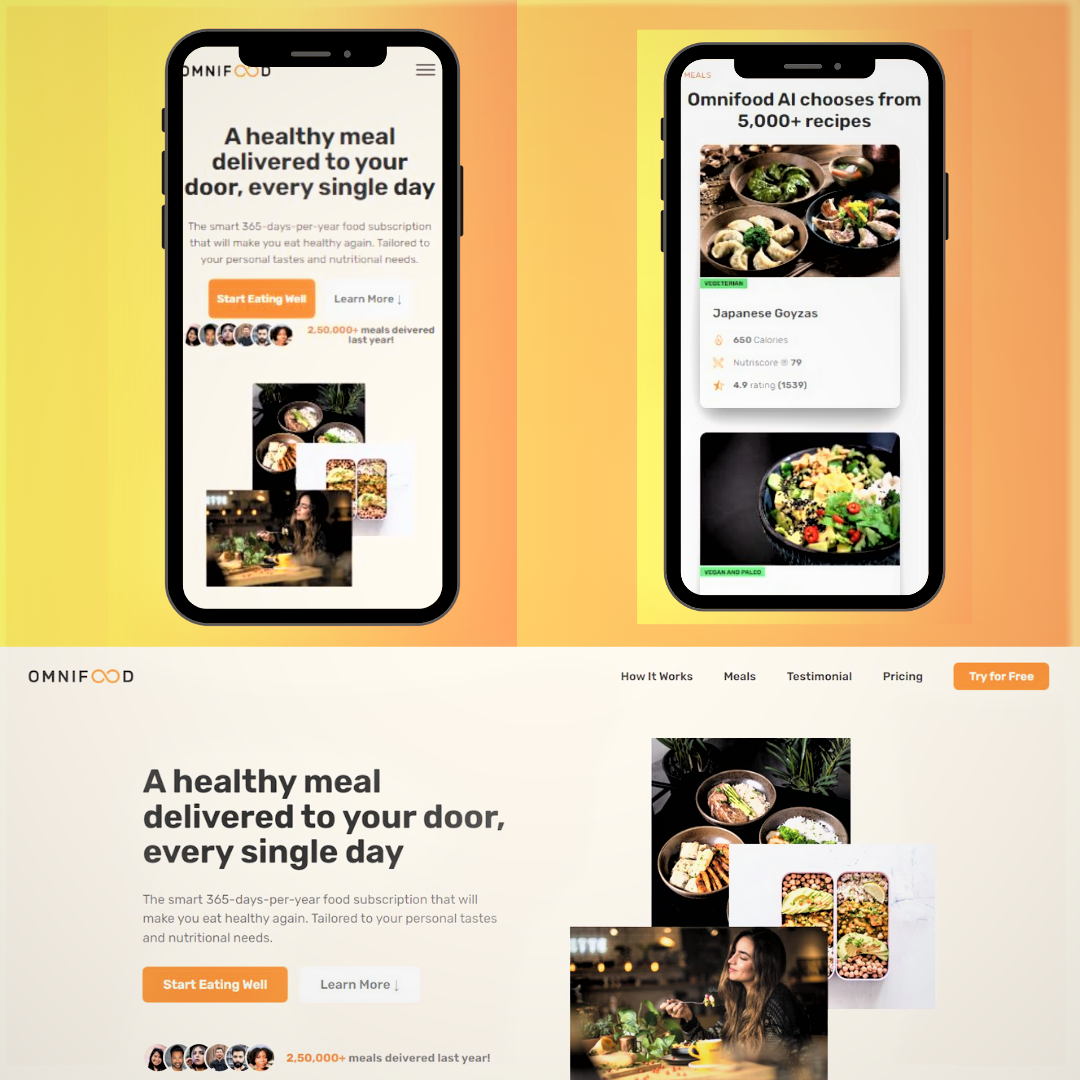 OMNIFOOD
A healthy meal
delivered to your
door, every single day
The smart 365-days-per-year food subscription
that will make you eat healthy again. Tailored to
your personal tastes and nutritional needs.
Start Eating Well
Learn More ↓
2,50,000+ meals deivered
last year!
MEALS
Omnifood AI chooses from
5,000+ recipes
VEGETERIAN
Japanese Goyzas
650 Calories
Nutriscore ® 79
4.9 rating (1539)
VEGAN AND PALEO
OMNIFOOD
How It Works
Meals
Testimonial
Pricing
Try for Free
A healthy meal
delivered to your door,
every single day
The smart 365-days-per-year food subscription that will
make you eat healthy again. Tailored to your personal tastes
and nutritional needs.
Start Eating Well
Learn More ↓
2,50,000+ meals deivered last year!